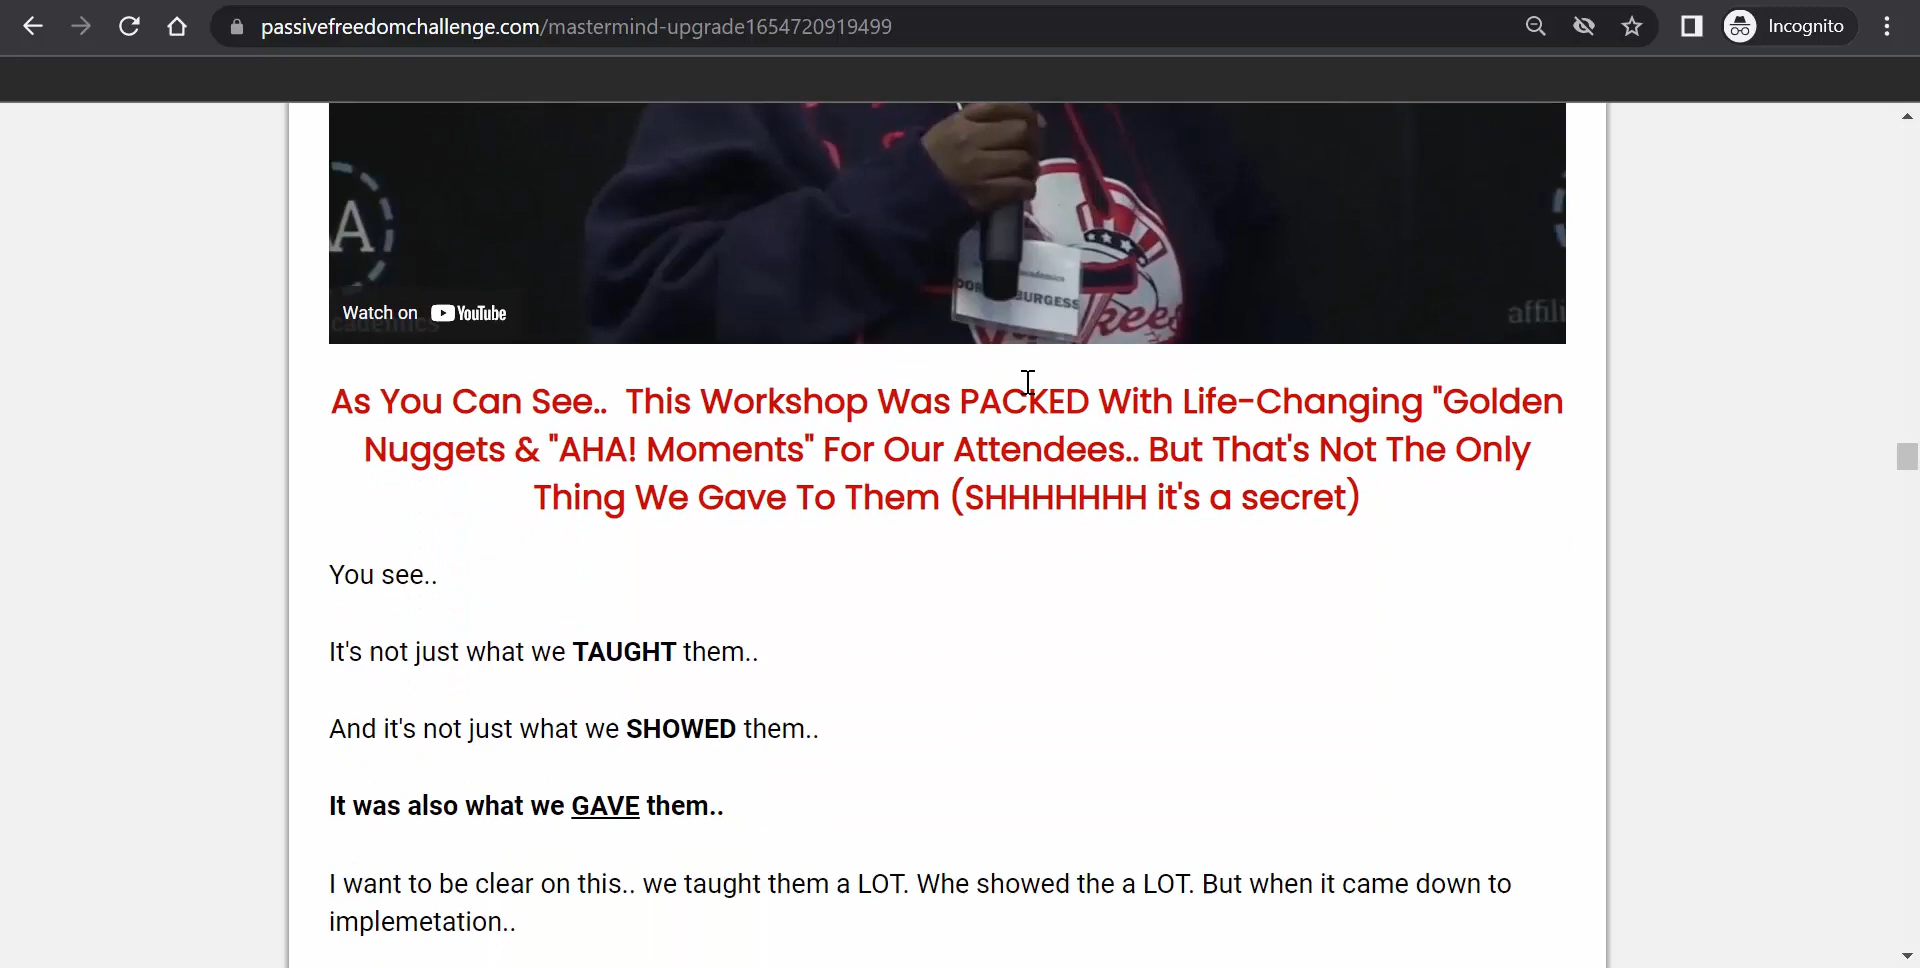 passivefreedomchallenge.com/mastermind-upgrade1654720919499
Incognito
A
BURGESS
Watch on YouTube
As You Can See.. This Workshop Was PACKED With Life-Changing "Golden
Nuggets & "AHA! Moments" For Our Attendees.. But That's Not The Only
Thing We Gave To Them (SHHHHHHH it's a secret)
You see..
It's not just what we TAUGHT them..
And it's not just what we SHOWED them..
It was also what we GAVE them..
I want to be clear on this.. we taught them a LOT. Whe showed the a LOT. But when it came down to
implemetation..